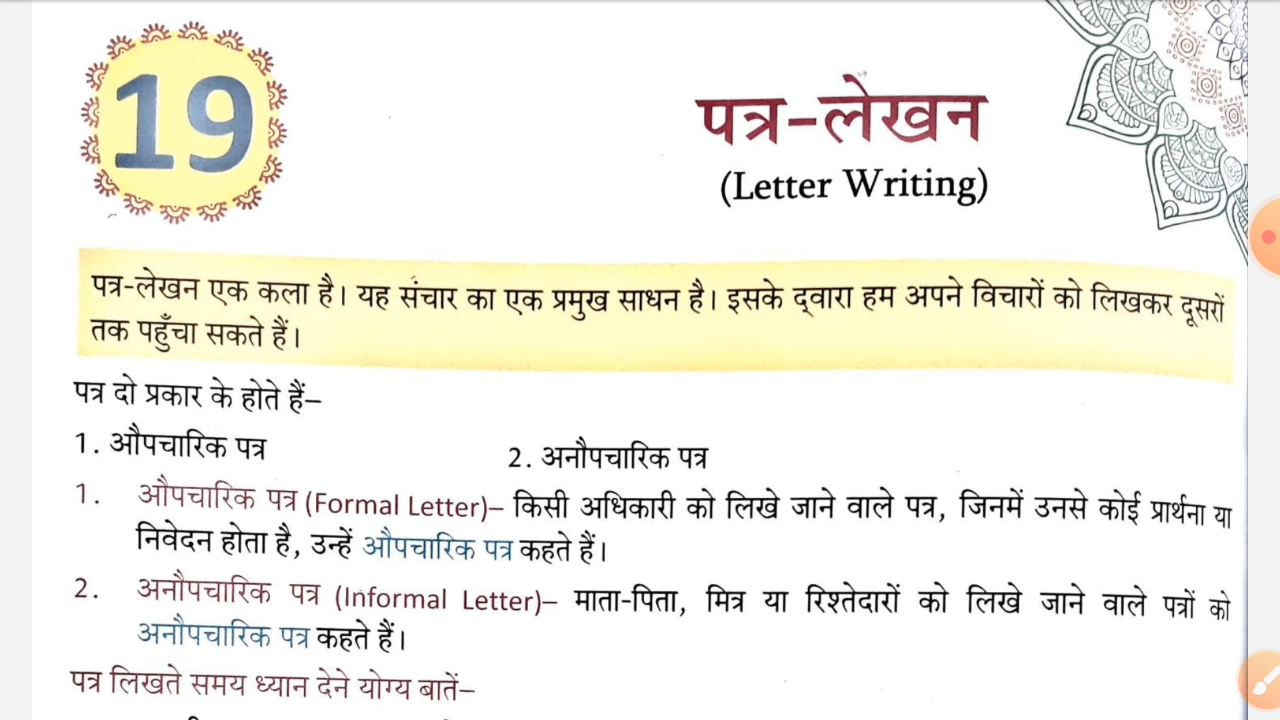 19
पत्र–लेखन
(Letter Writing)
पत्र-लेखन एक कला है। यह संचार का एक प्रमुख साधन है। इसके द्वारा हम अपने विचारों को लिखकर दूसरों
तक पहुँचा सकते हैं।
पत्र दो प्रकार के होते हैं–
1. औपचारिक पत्र 2. अनौपचारिक पत्र
1. औपचारिक पत्र (Formal Letter)– किसी अधिकारी को लिखे जाने वाले पत्र, जिनमें उनसे कोई प्रार्थना या
निवेदन होता है, उन्हें औपचारिक पत्र कहते हैं।
2. अनौपचारिक पत्र (Informal Letter)– माता-पिता, मित्र या रिश्तेदारों को लिखे जाने वाले पत्रों को
अनौपचारिक पत्र कहते हैं।
पत्र लिखते समय ध्यान देने योग्य बातें–